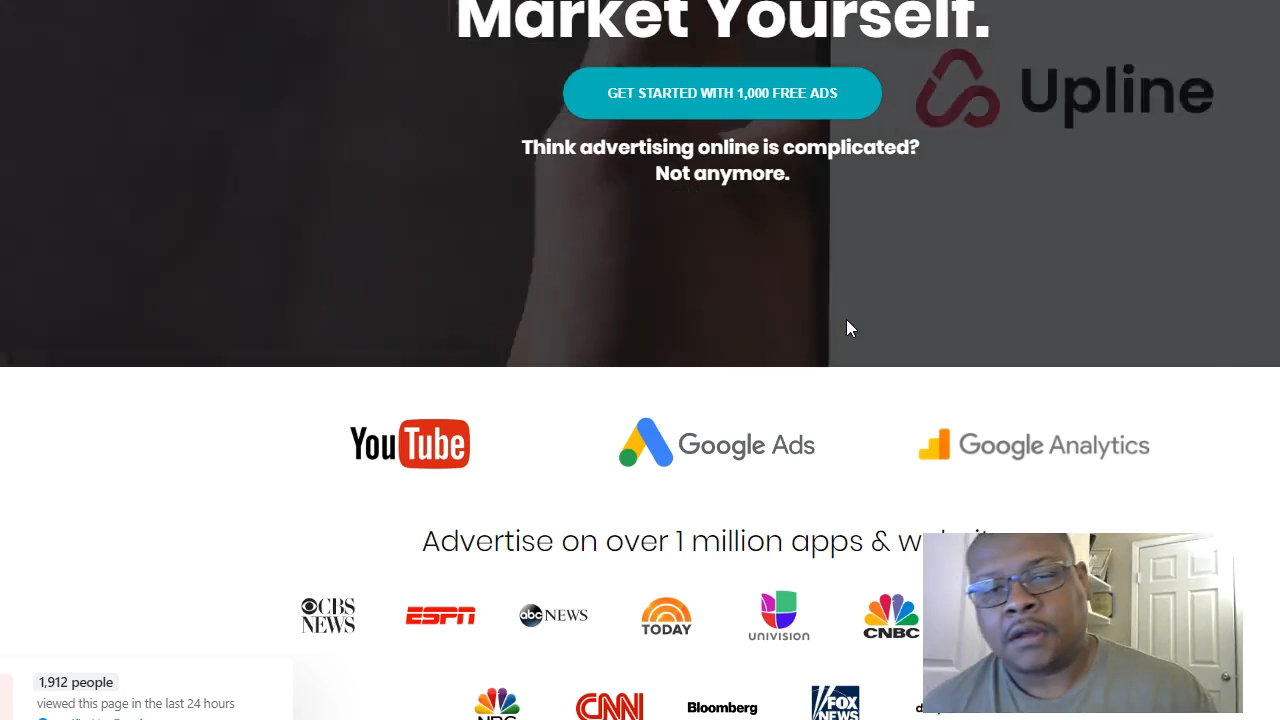 Market Yourself.
GET STARTED WITH 1,000 FREE ADS
Upline
Think advertising online is complicated?
Not anymore.
YouTube
Google Ads
Google Analytics
Advertise on over 1 million apps &
CBS NEWS
ESPN
abc NEWS
TODAY
UNIVISION
CNBC
1,912 people
viewed this page in the last 24 hours
NBC
CNN
Bloomberg
FOX NEWS